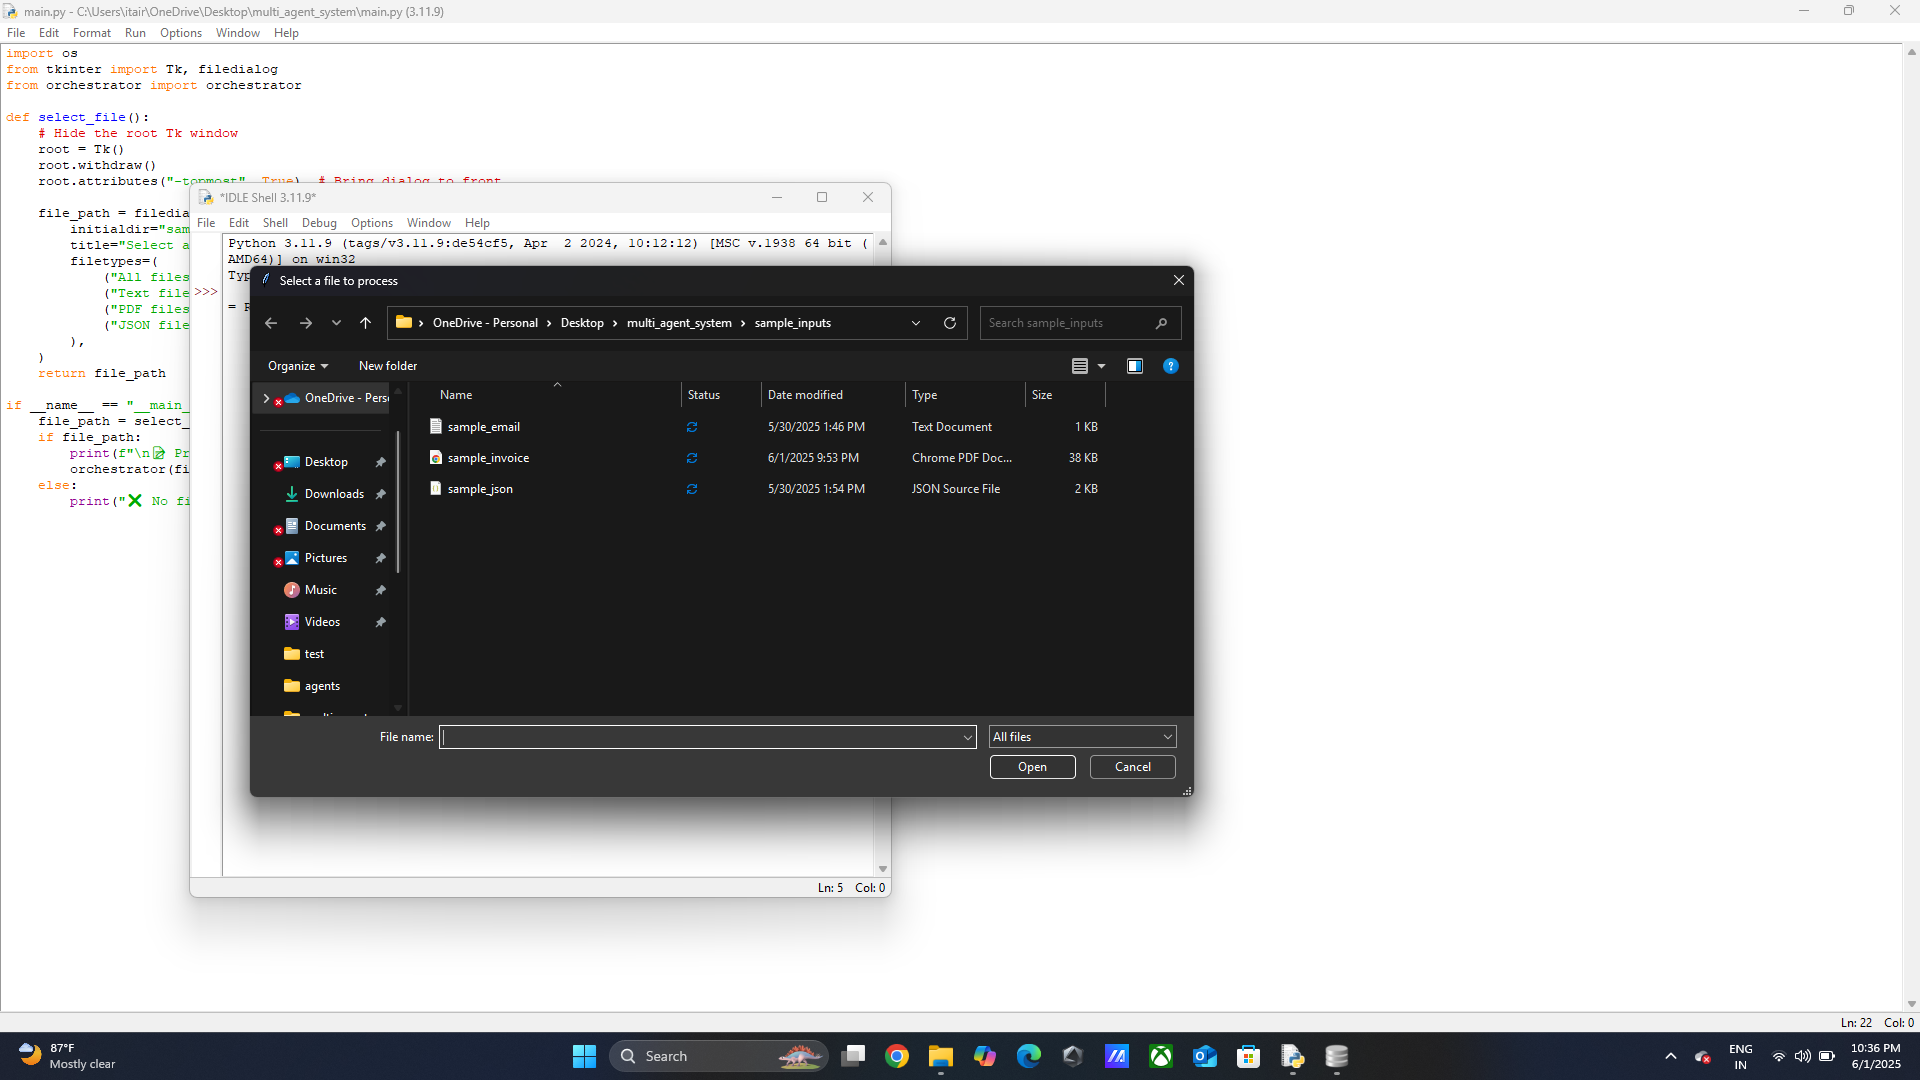 main.py - C:\Users\itair\OneDrive\Desktop\multi_agent_system\main.py (3.11.9)
File Edit Format Run Options Window Help
import os
from tkinter import Tk, filedialog
from orchestrator import orchestrator
def select_file():
# Hide the root Tk window
root = Tk()
root.withdraw()
root.attributes("-topmost", True) # Bring dialog to front
file_path = filedia
initialdir="sam
title="Select a
filetypes=(
("All files
("Text file
("PDF files
("JSON file
),
)
return file_path
if __name__ == "__main_
file_path = select_
if file_path:
print(f"\n📝 Pr
orchestrator(fi
else:
print("❌ No fi
*IDLE Shell 3.11.9*
File Edit Shell Debug Options Window Help
Python 3.11.9 (tags/v3.11.9:de54cf5, Apr  2 2024, 10:12:12) [MSC v.1938 64 bit (
AMD64)] on win32
Typ
>>>
= R
Select a file to process
OneDrive - Personal › Desktop › multi_agent_system › sample_inputs
Search sample_inputs
Organize New folder
Name Status Date modified Type Size
sample_email 5/30/2025 1:46 PM Text Document 1 KB
sample_invoice 6/1/2025 9:53 PM Chrome PDF Doc... 38 KB
sample_json 5/30/2025 1:54 PM JSON Source File 2 KB
OneDrive - Perso
Desktop
Downloads
Documents
Pictures
Music
Videos
test
agents
File name: All files
Open Cancel
Ln: 5 Col: 0
Ln: 22 Col: 0
87°F
Mostly clear
Search
ENG
IN
10:36 PM
6/1/2025